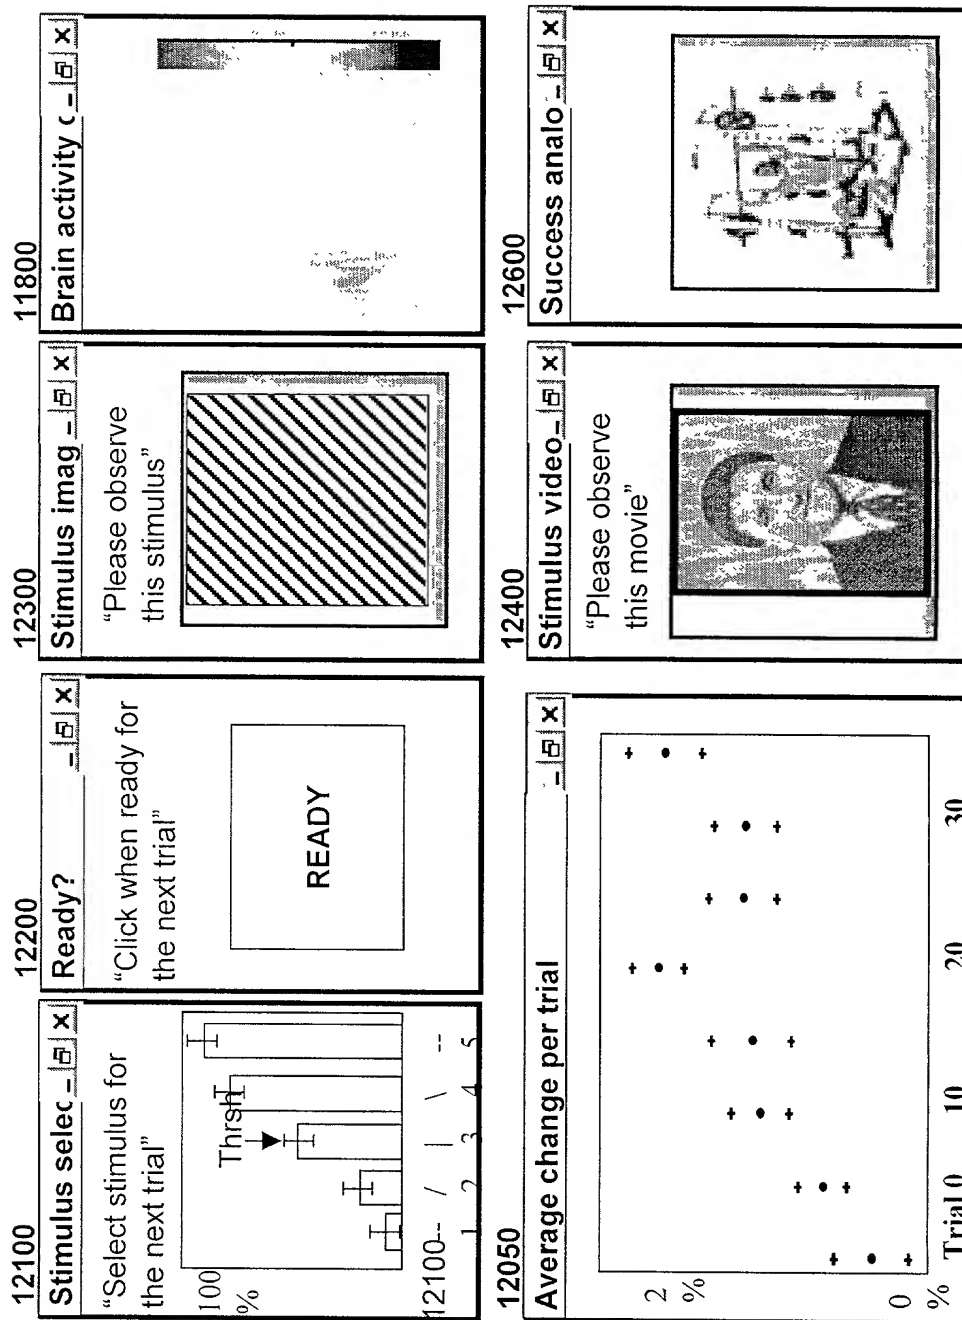 12100
Stimulus selec
“Select stimulus for
the next trial”
100
%
Thrsh
12100
-- / | \ --
1 2 3 4 5
12200
Ready?
“Click when ready for
the next trial”
READY
12300
Stimulus imag
“Please observe
this stimulus”
11800
Brain activity c
12050
Average change per trial
2
%
0
%
Trial 0 10 20 30
12400
Stimulus video
“Please observe
this movie”
12600
Success analo